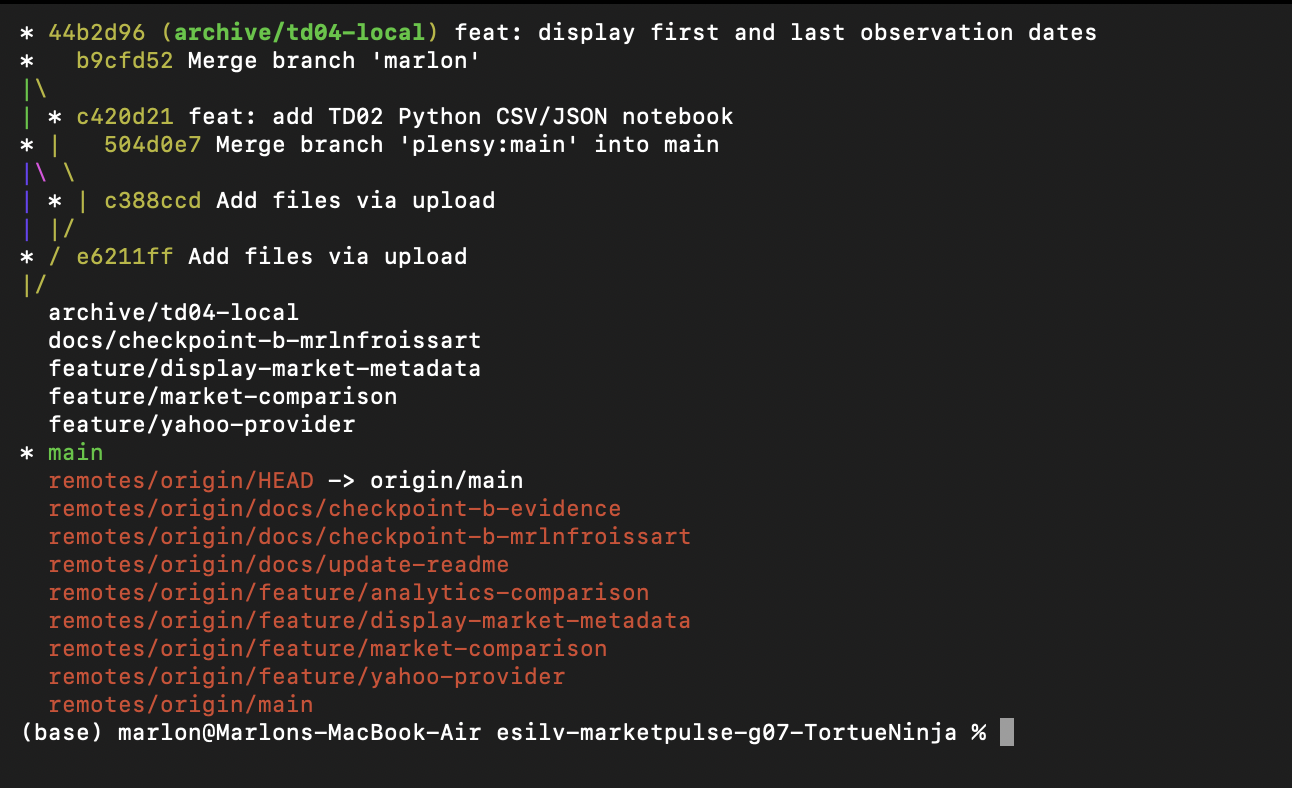 * 44b2d96 (archive/td04-local) feat: display first and last observation dates
*   b9cfd52 Merge branch 'marlon'
|\
| * c420d21 feat: add TD02 Python CSV/JSON notebook
* |   504d0e7 Merge branch 'plensy:main' into main
|\ \
| * | c388ccd Add files via upload
| |/
* / e6211ff Add files via upload
|/
  archive/td04-local
  docs/checkpoint-b-mrlnfroissart
  feature/display-market-metadata
  feature/market-comparison
  feature/yahoo-provider
* main
  remotes/origin/HEAD -> origin/main
  remotes/origin/docs/checkpoint-b-evidence
  remotes/origin/docs/checkpoint-b-mrlnfroissart
  remotes/origin/docs/update-readme
  remotes/origin/feature/analytics-comparison
  remotes/origin/feature/display-market-metadata
  remotes/origin/feature/market-comparison
  remotes/origin/feature/yahoo-provider
  remotes/origin/main
(base) marlon@Marlons-MacBook-Air esilv-marketpulse-g07-TortueNinja %